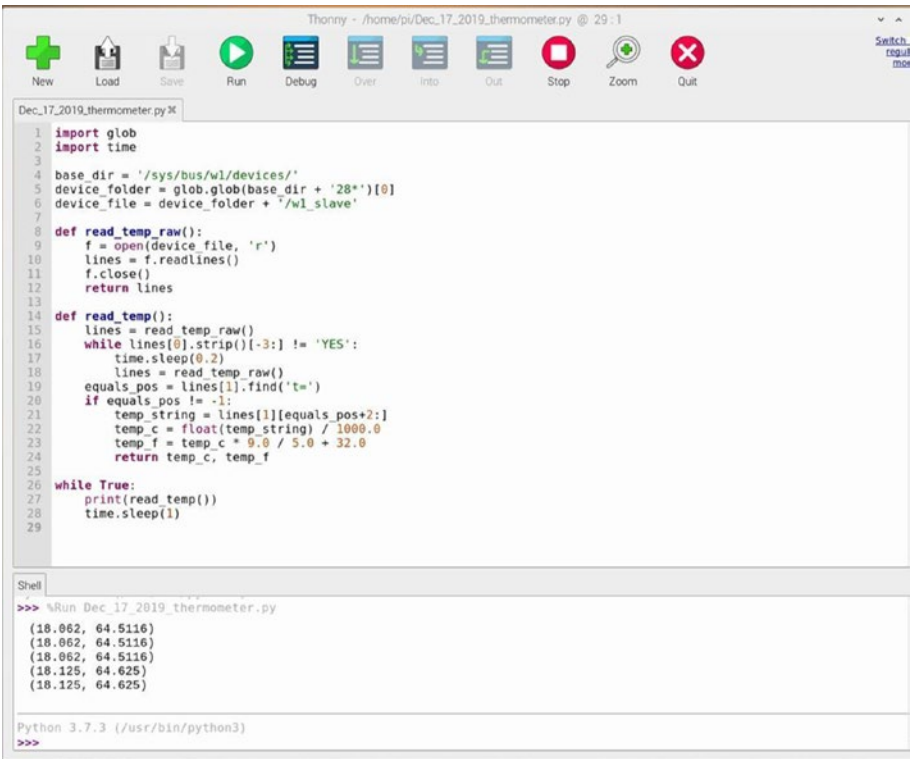 Thonny - /home/pi/Dec_17_2019_thermometer.py @ 29 : 1
New Load Save Run Debug Over Into Out Stop Zoom Quit
Switch
Dec_17_2019_thermometer.py
1 import glob
2 import time
3
4 base_dir = '/sys/bus/w1/devices/'
5 device_folder = glob.glob(base_dir + '28*')[0]
6 device_file = device_folder + '/w1_slave'
7
8 def read_temp_raw():
9     f = open(device_file, 'r')
10     lines = f.readlines()
11     f.close()
12     return lines
13
14 def read_temp():
15     lines = read_temp_raw()
16     while lines[0].strip()[-3:] != 'YES':
17         time.sleep(0.2)
18         lines = read_temp_raw()
19     equals_pos = lines[1].find('t=')
20     if equals_pos != -1:
21         temp_string = lines[1][equals_pos+2:]
22         temp_c = float(temp_string) / 1000.0
23         temp_f = temp_c * 9.0 / 5.0 + 32.0
24         return temp_c, temp_f
25
26 while True:
27     print(read_temp())
28     time.sleep(1)
29
Shell
>>> %Run Dec_17_2019_thermometer.py
(18.062, 64.5116)
(18.062, 64.5116)
(18.062, 64.5116)
(18.125, 64.625)
(18.125, 64.625)
Python 3.7.3 (/usr/bin/python3)
>>>